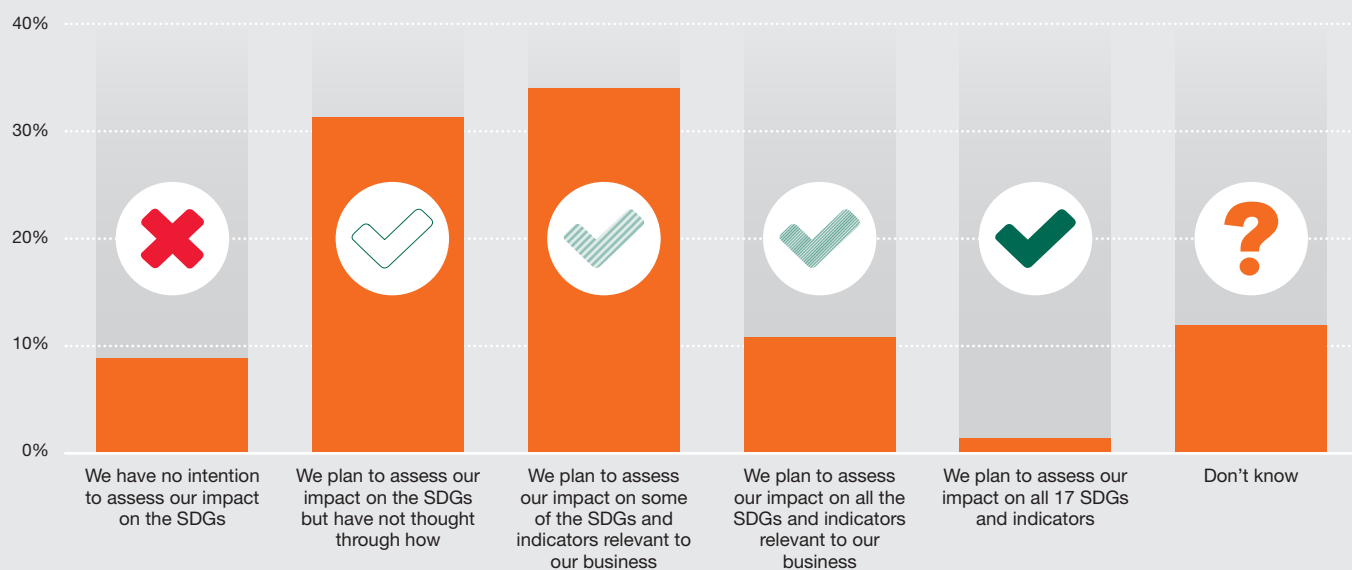 40%
30%
20%
10%
0%
?
We have no intention
to assess our impact
on the SDGs
We plan to assess our
impact on the SDGs
but have not thought
through how
We plan to assess
our impact on some
of the SDGs and
indicators relevant to
our business
We plan to assess
our impact on all the
SDGs and indicators
relevant to our
business
We plan to assess our
impact on all 17 SDGs
and indicators
Don’t know